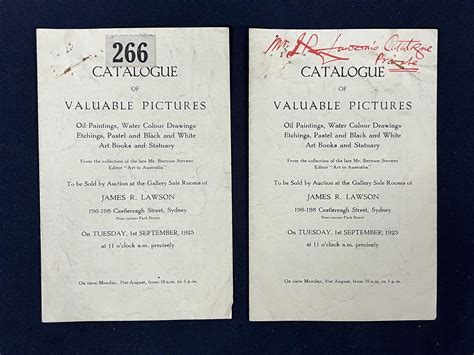 266
CATALOGUE
OF
VALUABLE PICTURES
Oil Paintings, Water Colour Drawings
Etchings, Pastel and Black and White
Art Books and Statuary
From the collection of the late Mr. Bertram Stevens
Editor "Art in Australia"
To be Sold by Auction at the Gallery Sale Rooms of
JAMES R. LAWSON
196-198 Castlereagh Street, Sydney
Next corner Park Street
On TUESDAY, 1st SEPTEMBER, 1925
at 11 o'clock a.m. precisely
On view Monday, 31st August, from 10 a.m. to 5 p.m.
Mr. J R Lawson's Catalogue
Private
CATALOGUE
OF
VALUABLE PICTURES
Oil Paintings, Water Colour Drawings
Etchings, Pastel and Black and White
Art Books and Statuary
From the collection of the late Mr. Bertram Stevens
Editor "Art in Australia"
To be Sold by Auction at the Gallery Sale Rooms of
JAMES R. LAWSON
196-198 Castlereagh Street, Sydney
Next corner Park Street
On TUESDAY, 1st SEPTEMBER, 1925
at 11 o'clock a.m. precisely
On view Monday, 31st August, from 10 a.m. to 5 p.m.